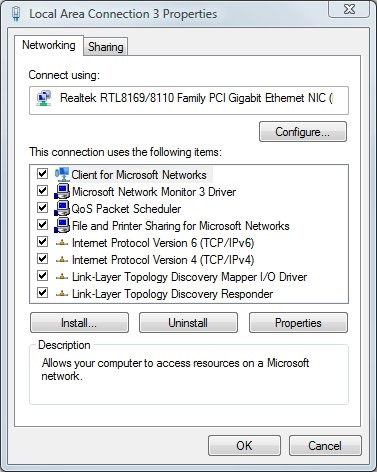 Local Area Connection 3 Properties
Networking
Sharing
Connect using:
Realtek RTL8169/8110 Family PCI Gigabit Ethernet NIC (
Configure...
This connection uses the following items:
Client for Microsoft Networks
Microsoft Network Monitor 3 Driver
QoS Packet Scheduler
File and Printer Sharing for Microsoft Networks
Internet Protocol Version 6 (TCP/IPv6)
Internet Protocol Version 4 (TCP/IPv4)
Link-Layer Topology Discovery Mapper I/O Driver
Link-Layer Topology Discovery Responder
Install...
Uninstall
Properties
Description
Allows your computer to access resources on a Microsoft
network.
OK
Cancel